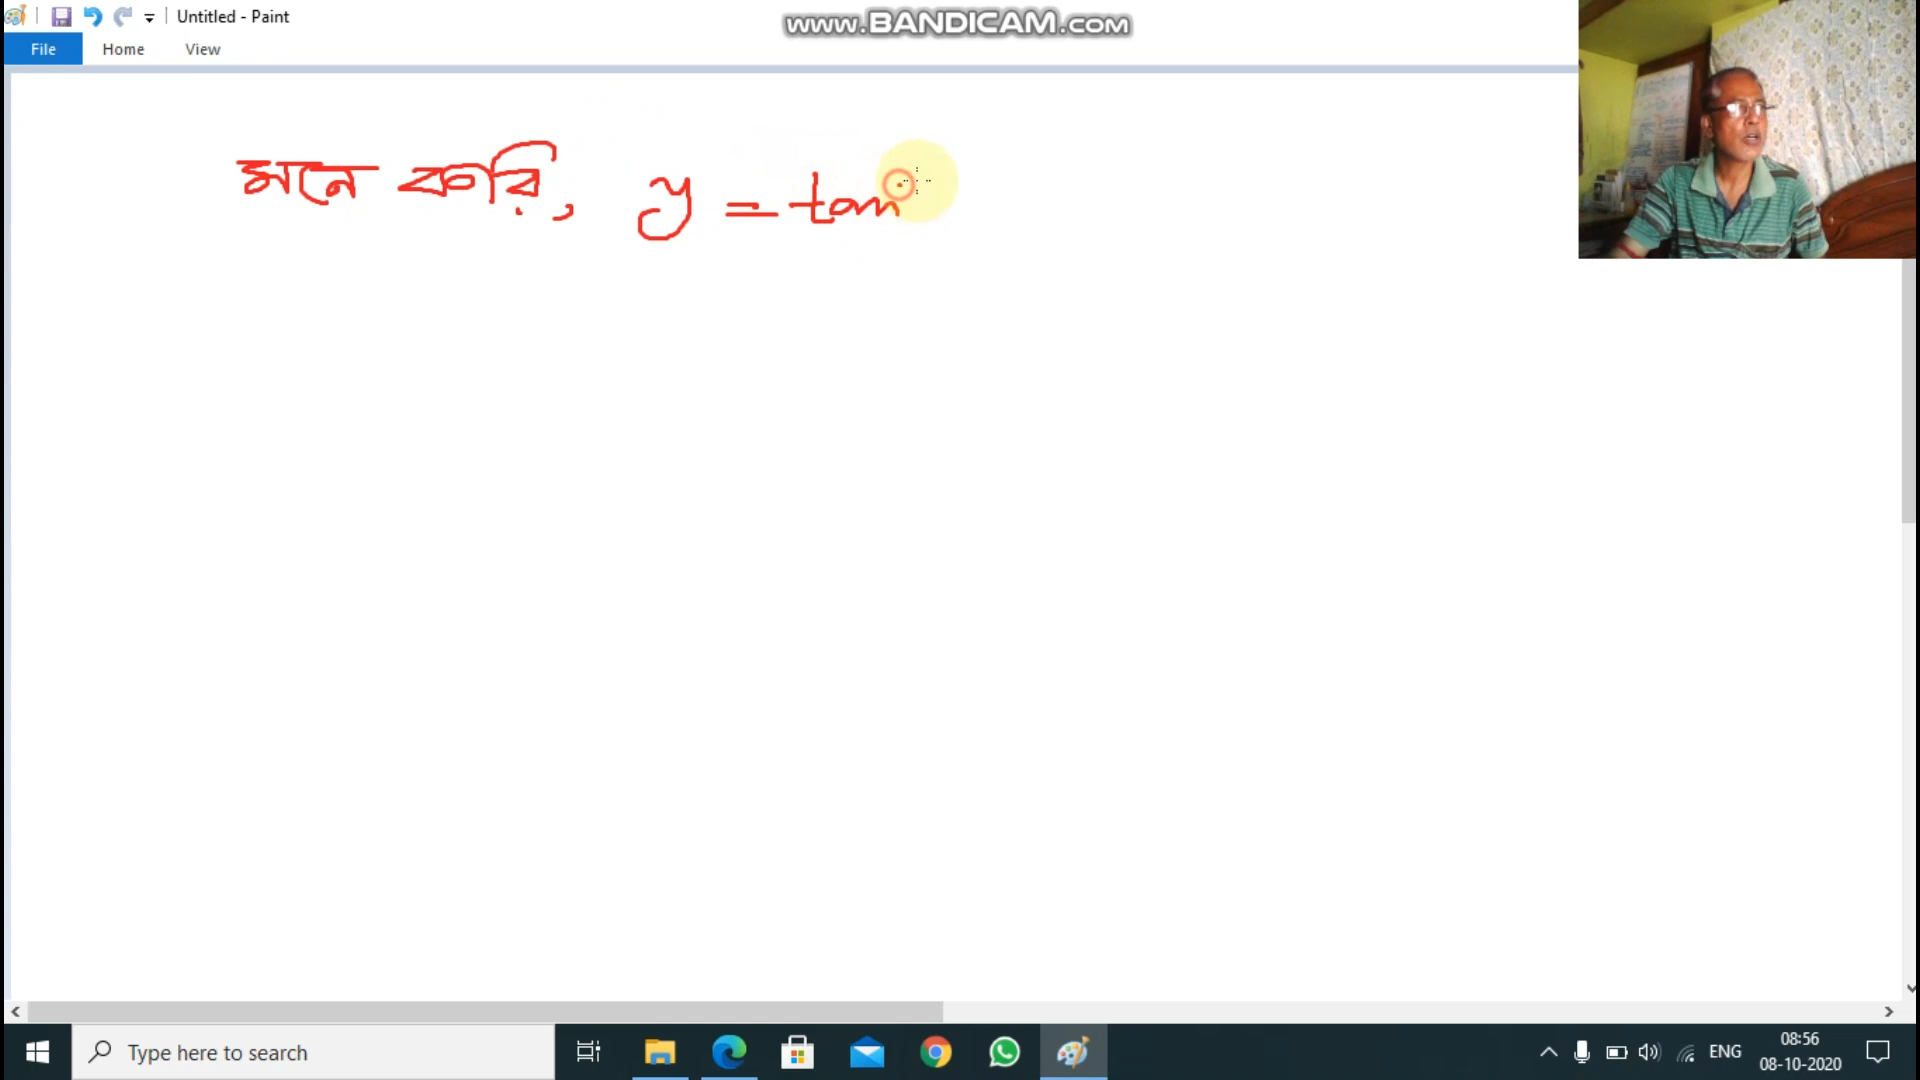 Untitled - Paint
www.BANDICAM.com
File Home View
মনে করি, y = tan
Type here to search
ENG
08:56
08-10-2020